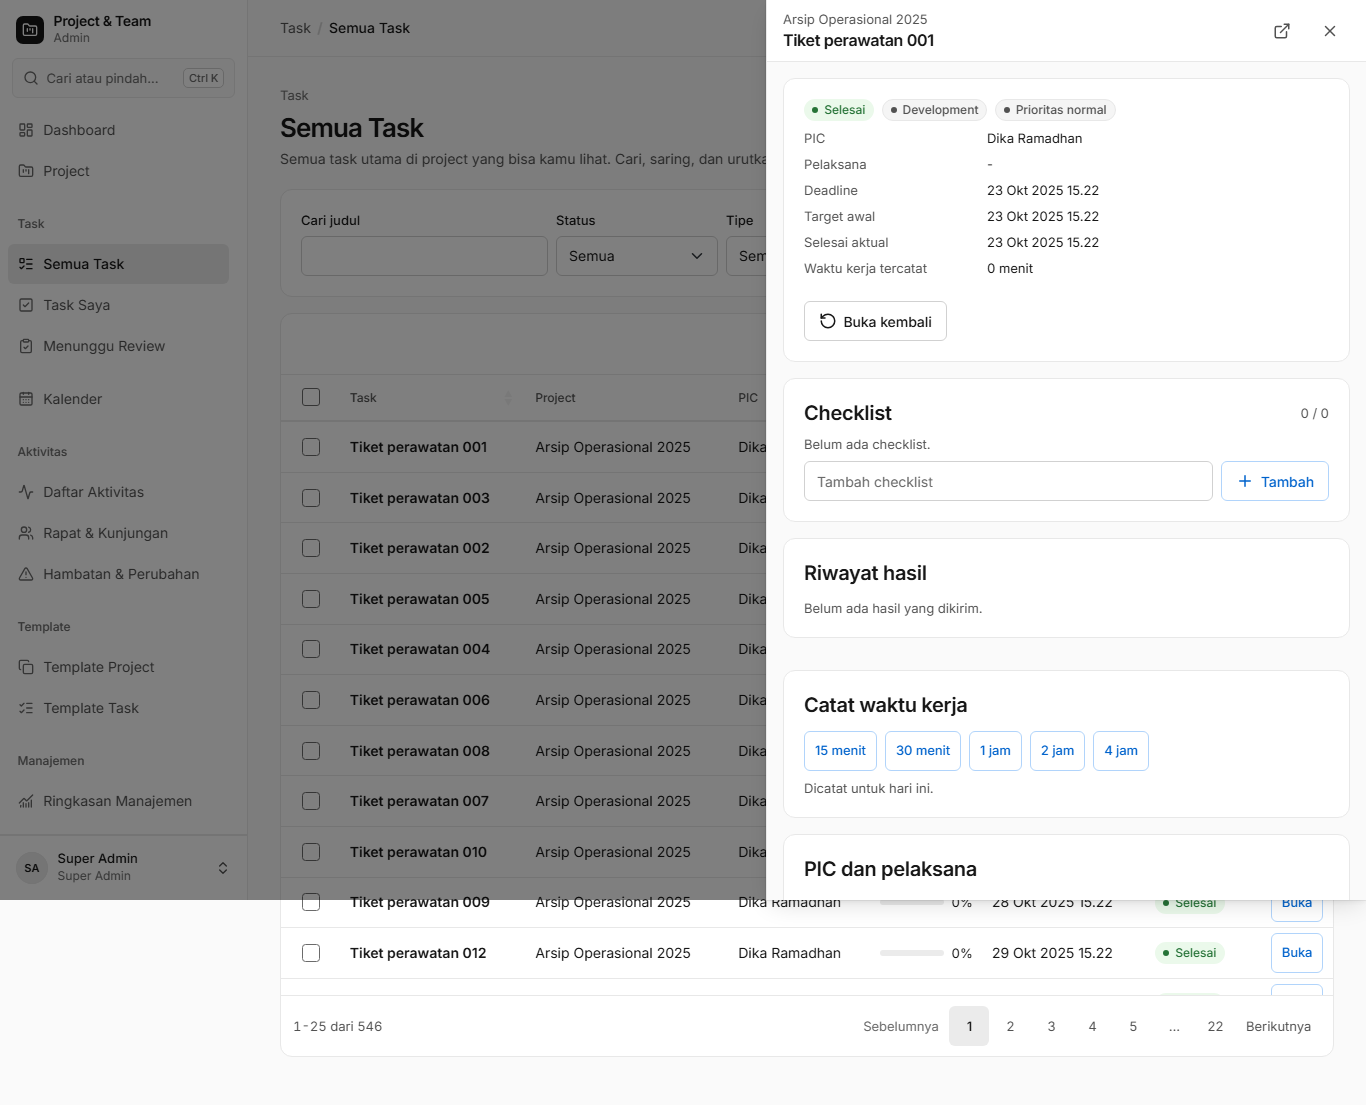 Project & Team
Admin
Cari atau pindah...
Ctrl K
Dashboard
Project
Task
Semua Task
Task Saya
Menunggu Review
Kalender
Aktivitas
Daftar Aktivitas
Rapat & Kunjungan
Hambatan & Perubahan
Template
Template Project
Template Task
Manajemen
Ringkasan Manajemen
SA
Super Admin
Super Admin
Task / Semua Task
Task
Semua Task
Semua task utama di project yang bisa kamu lihat. Cari, saring, dan urutka
Cari judul
Status
Tipe
Semua
Sem
Task Project PIC
Tiket perawatan 001 Arsip Operasional 2025 Dika
Tiket perawatan 003 Arsip Operasional 2025 Dika
Tiket perawatan 002 Arsip Operasional 2025 Dika
Tiket perawatan 005 Arsip Operasional 2025 Dika
Tiket perawatan 004 Arsip Operasional 2025 Dika
Tiket perawatan 006 Arsip Operasional 2025 Dika
Tiket perawatan 008 Arsip Operasional 2025 Dika
Tiket perawatan 007 Arsip Operasional 2025 Dika
Tiket perawatan 010 Arsip Operasional 2025 Dika
Tiket perawatan 009 Arsip Operasional 2025 Dika Ramadhan 0% 28 Okt 2025 15.22 Selesai Buka
Tiket perawatan 012 Arsip Operasional 2025 Dika Ramadhan 0% 29 Okt 2025 15.22 Selesai Buka
1-25 dari 546
Sebelumnya 1 2 3 4 5 ... 22 Berikutnya
Arsip Operasional 2025
Tiket perawatan 001
Selesai
Development
Prioritas normal
PIC Dika Ramadhan
Pelaksana -
Deadline 23 Okt 2025 15.22
Target awal 23 Okt 2025 15.22
Selesai aktual 23 Okt 2025 15.22
Waktu kerja tercatat 0 menit
Buka kembali
Checklist 0 / 0
Belum ada checklist.
Tambah checklist
Tambah
Riwayat hasil
Belum ada hasil yang dikirim.
Catat waktu kerja
15 menit 30 menit 1 jam 2 jam 4 jam
Dicatat untuk hari ini.
PIC dan pelaksana